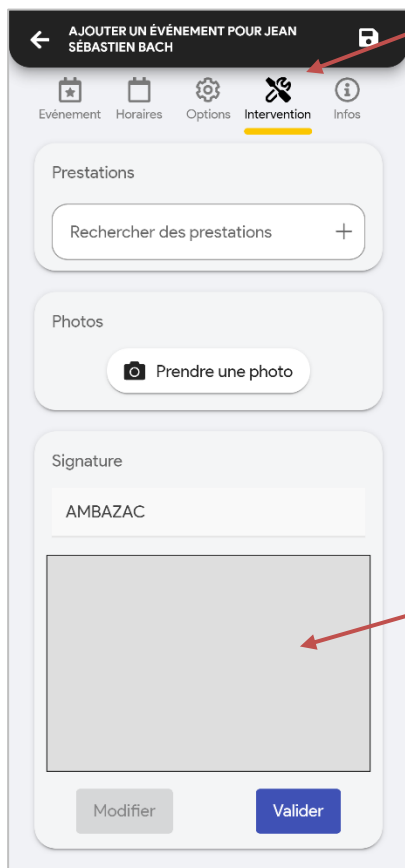 AJOUTER UN ÉVÉNEMENT POUR JEAN
SÉBASTIEN BACH
Evénement Horaires Options Intervention Infos
Prestations
Rechercher des prestations
Photos
Prendre une photo
Signature
AMBAZAC
Modifier Valider